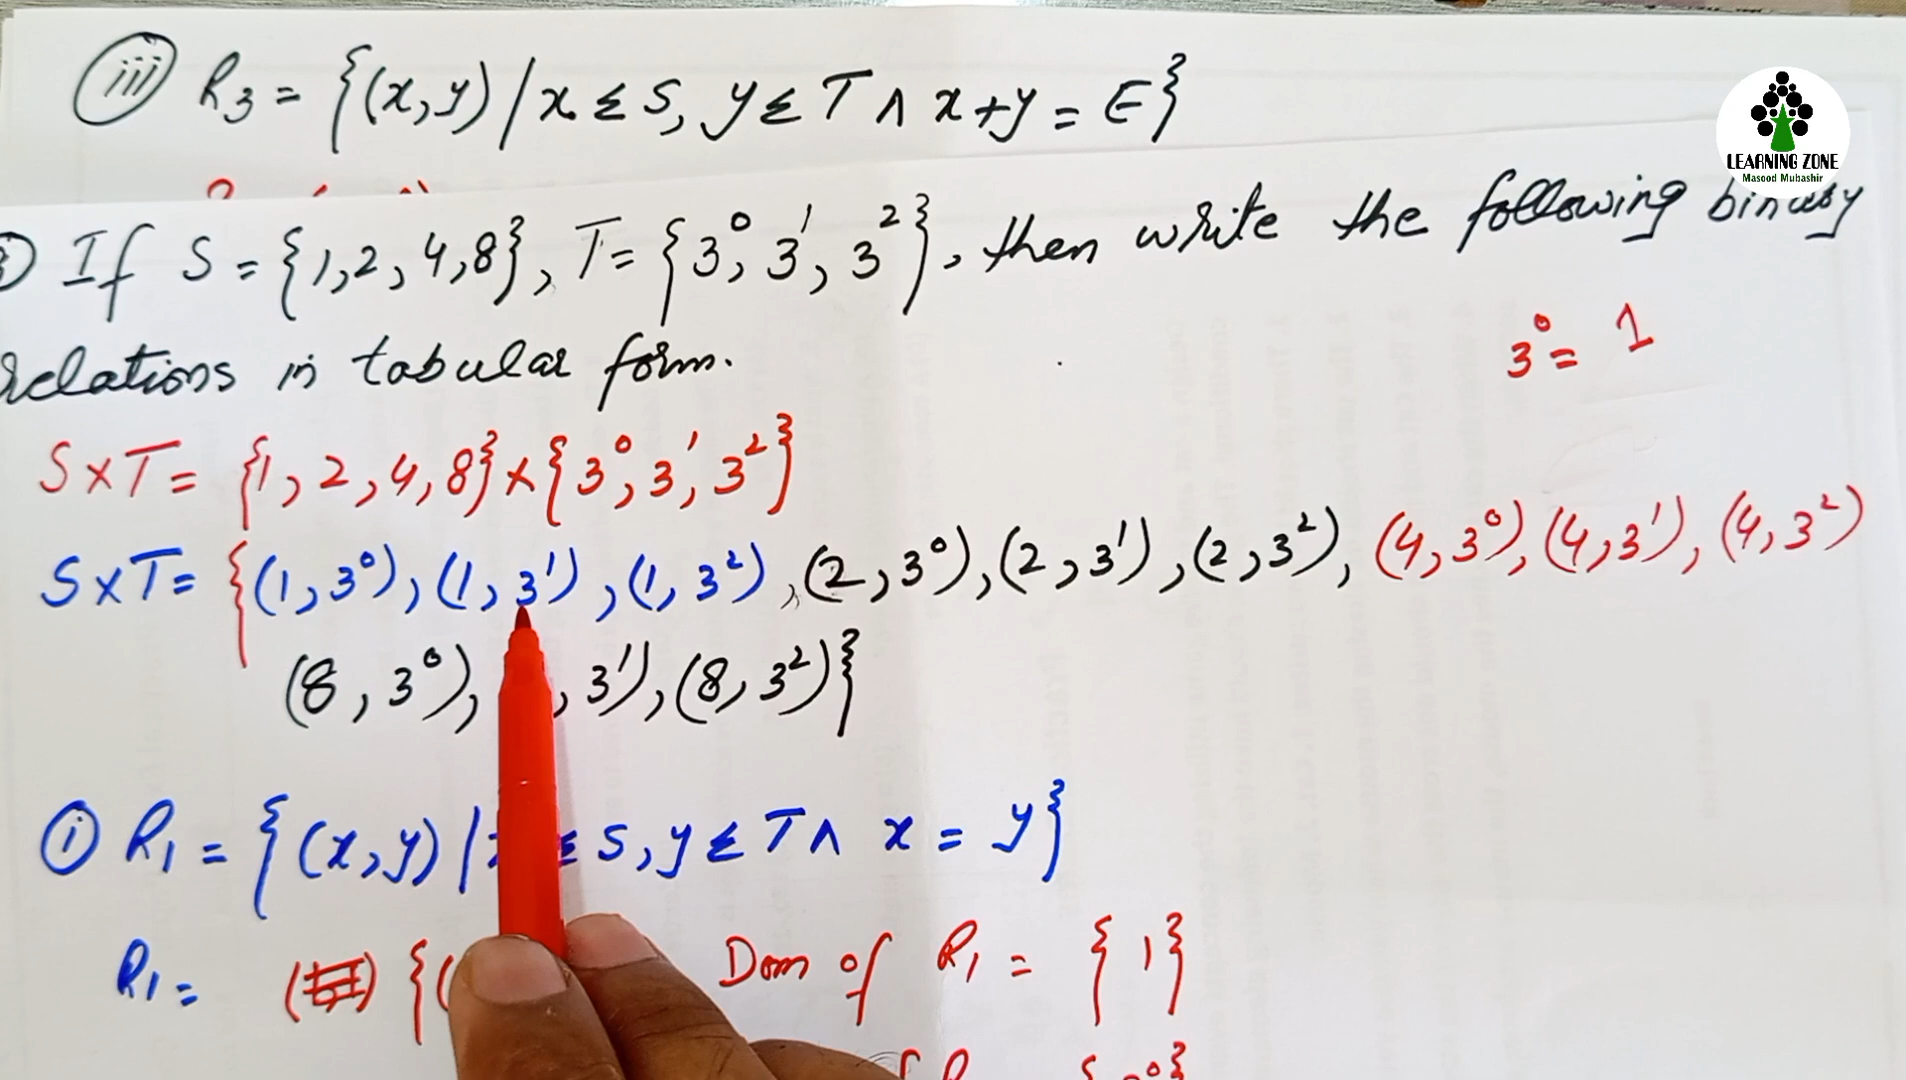 iii R₃ = {(x, y) / x ∈ S, y ∈ T ∧ x + y = E}
LEARNING ZONE
Masood Mubashir
If S = {1, 2, 4, 8}, T = {3⁰, 3¹, 3²}, then write the following binary
relations in tabular form.
3⁰ = 1
S×T = {1, 2, 4, 8} × {3⁰, 3¹, 3²}
S×T = {(1, 3⁰), (1, 3¹), (1, 3²), (2, 3⁰), (2, 3¹), (2, 3²), (4, 3⁰), (4, 3¹), (4, 3²)
(8, 3⁰), , 3¹), (8, 3²)}
i R₁ = {(x, y) / ∈ S, y ∈ T ∧ x = y}
R₁ = {( Dom of R₁ = {1}